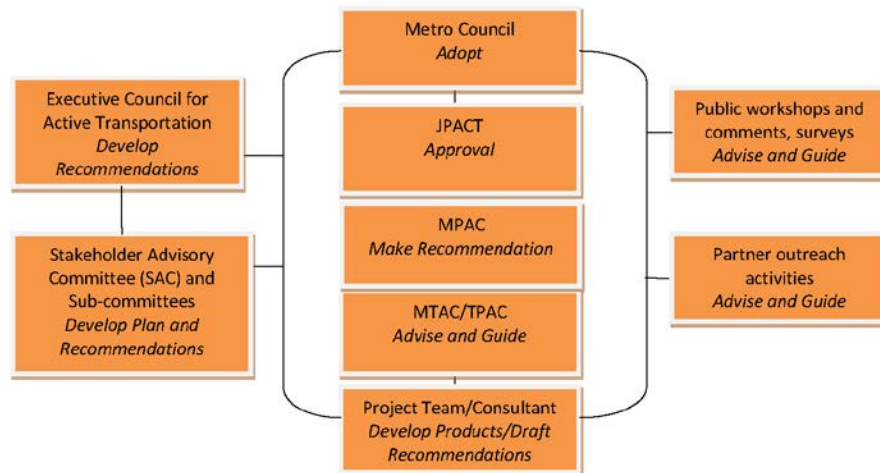 Metro Council
Adopt
Executive Council for
Active Transportation
Develop
Recommendations
JPACT
Approval
Public workshops and
comments, surveys
Advise and Guide
MPAC
Make Recommendation
Stakeholder Advisory
Committee (SAC) and
Sub-committees
Develop Plan and
Recommendations
Partner outreach
activities
Advise and Guide
MTAC/TPAC
Advise and Guide
Project Team/Consultant
Develop Products/Draft
Recommendations